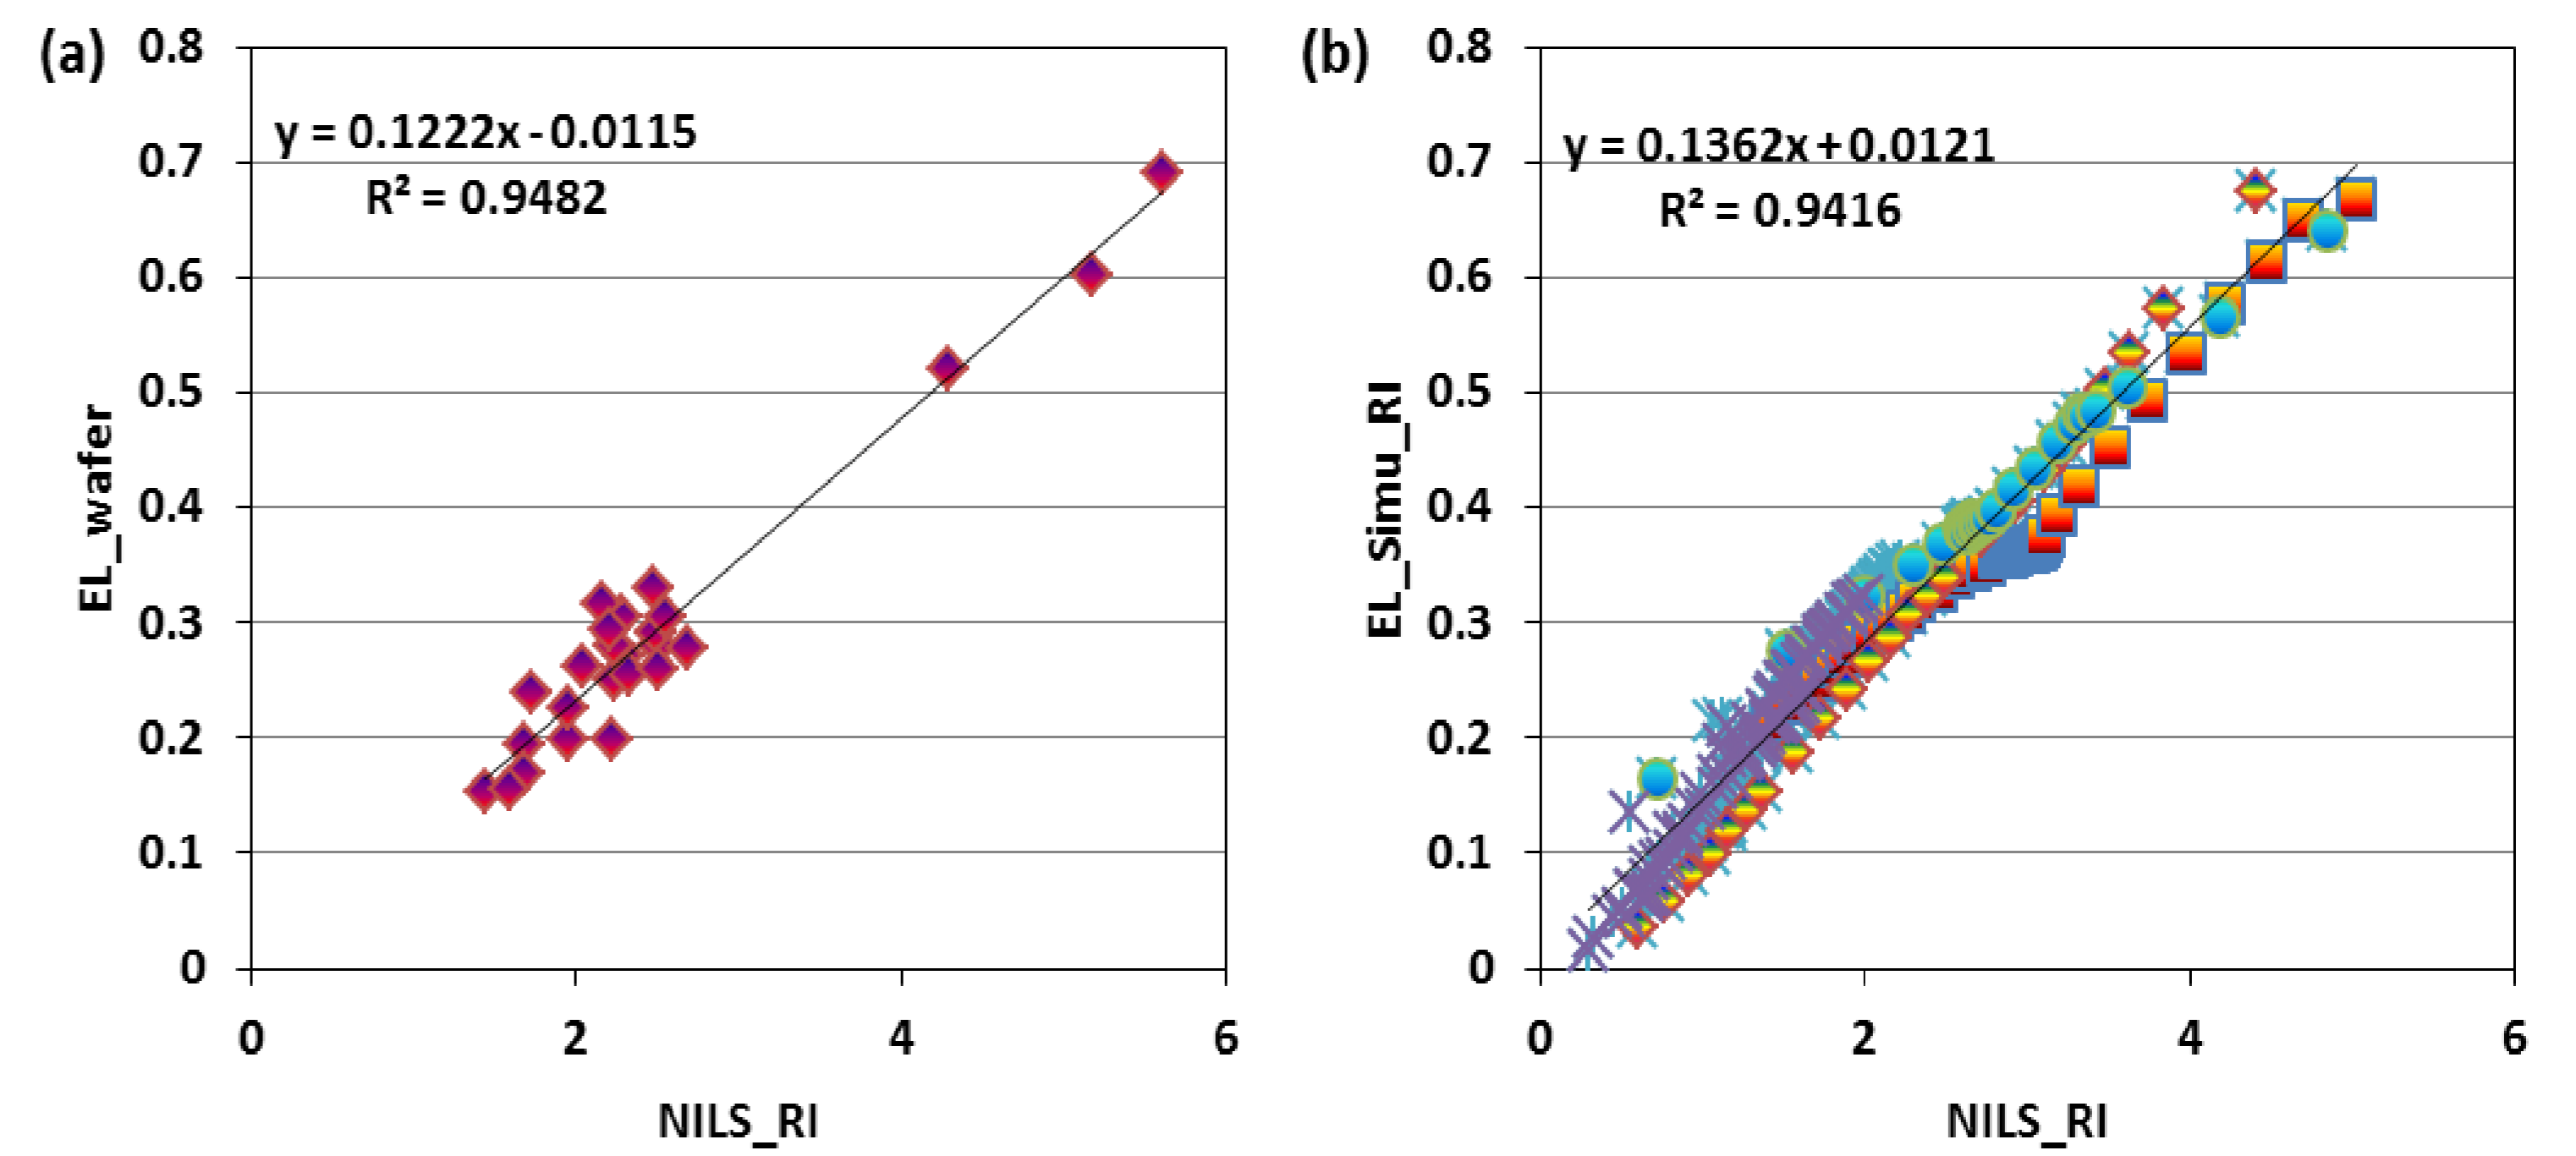 (a)
0.8
0.7
0.6
0.5
0.4
0.3
0.2
0.1
0
EL_wafer
y = 0.1222x - 0.0115
R² = 0.9482
0 2 4 6
NILS_RI
(b)
0.8
0.7
0.6
0.5
0.4
0.3
0.2
0.1
0
EL_Simu_RI
y = 0.1362x + 0.0121
R² = 0.9416
0 2 4 6
NILS_RI